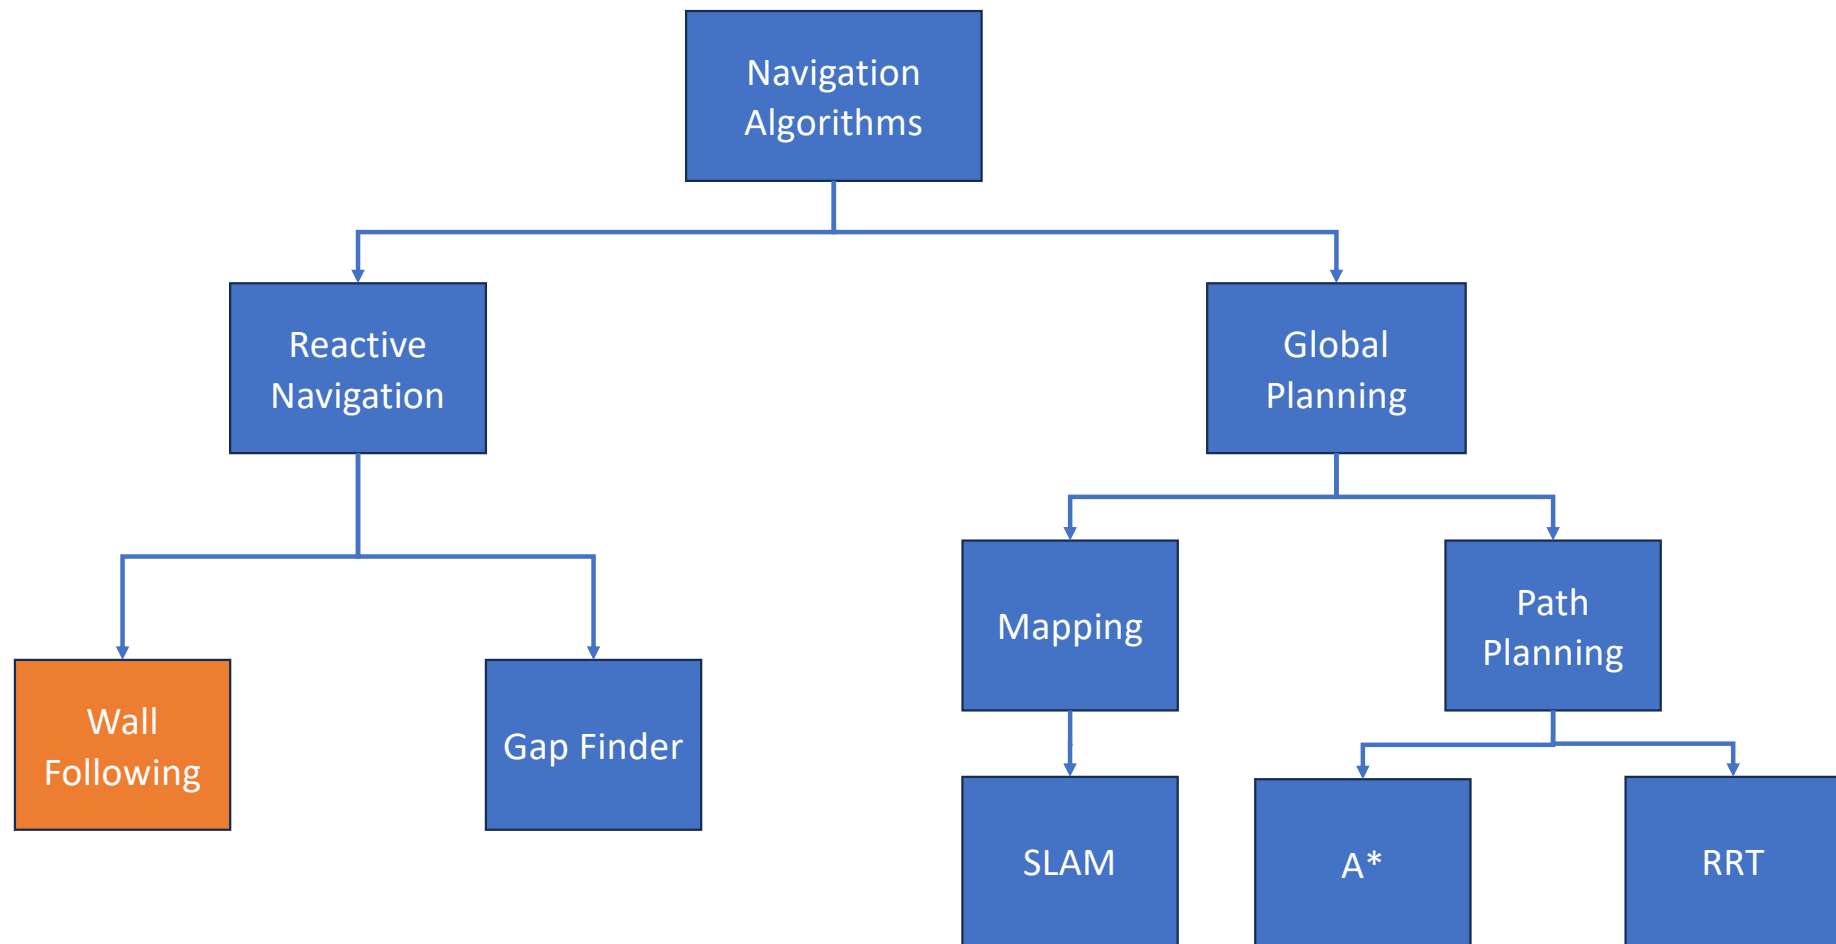 Navigation
Algorithms
Reactive
Navigation
Global
Planning
Mapping
Path
Planning
Wall
Following
Gap Finder
SLAM
A*
RRT